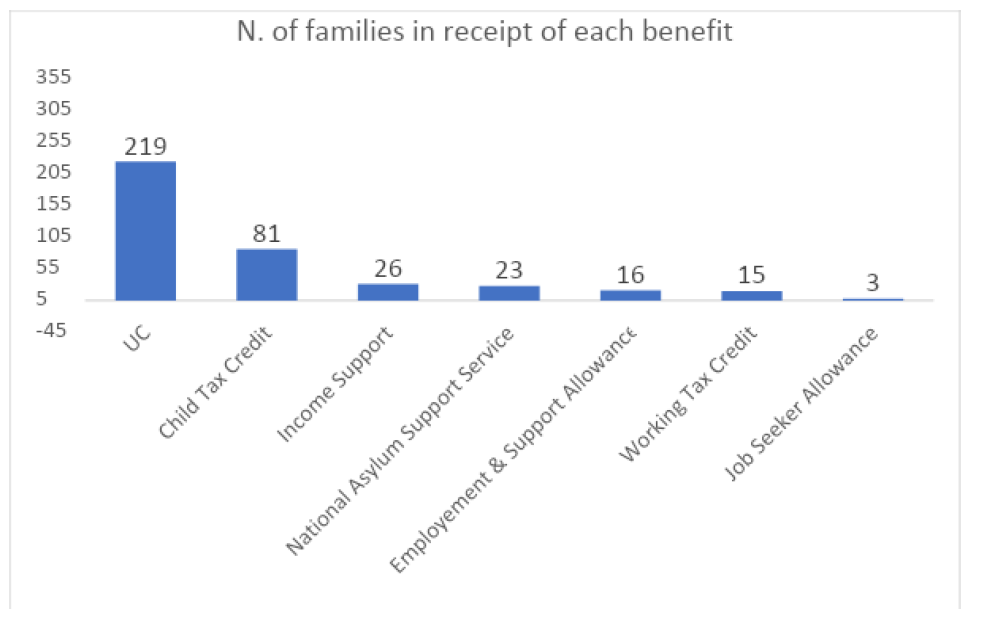 N. of families in receipt of each benefit
355
305
255
205
155
105
55
5
-45
219
81
26
23
16
15
3
UC
Child Tax Credit
Income Support
National Asylum Support Service
Employement & Support Allowance
Working Tax Credit
Job Seeker Allowance